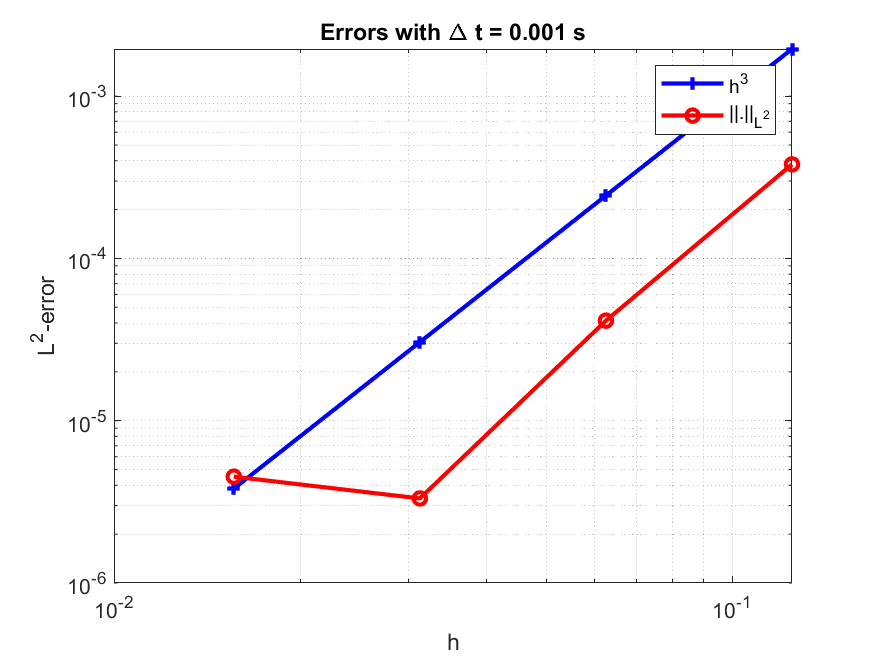 Errors with Δ t = 0.001 s
h³
||.||_L²
10⁻³
10⁻⁴
10⁻⁵
10⁻⁶
L²-error
10⁻²
10⁻¹
h